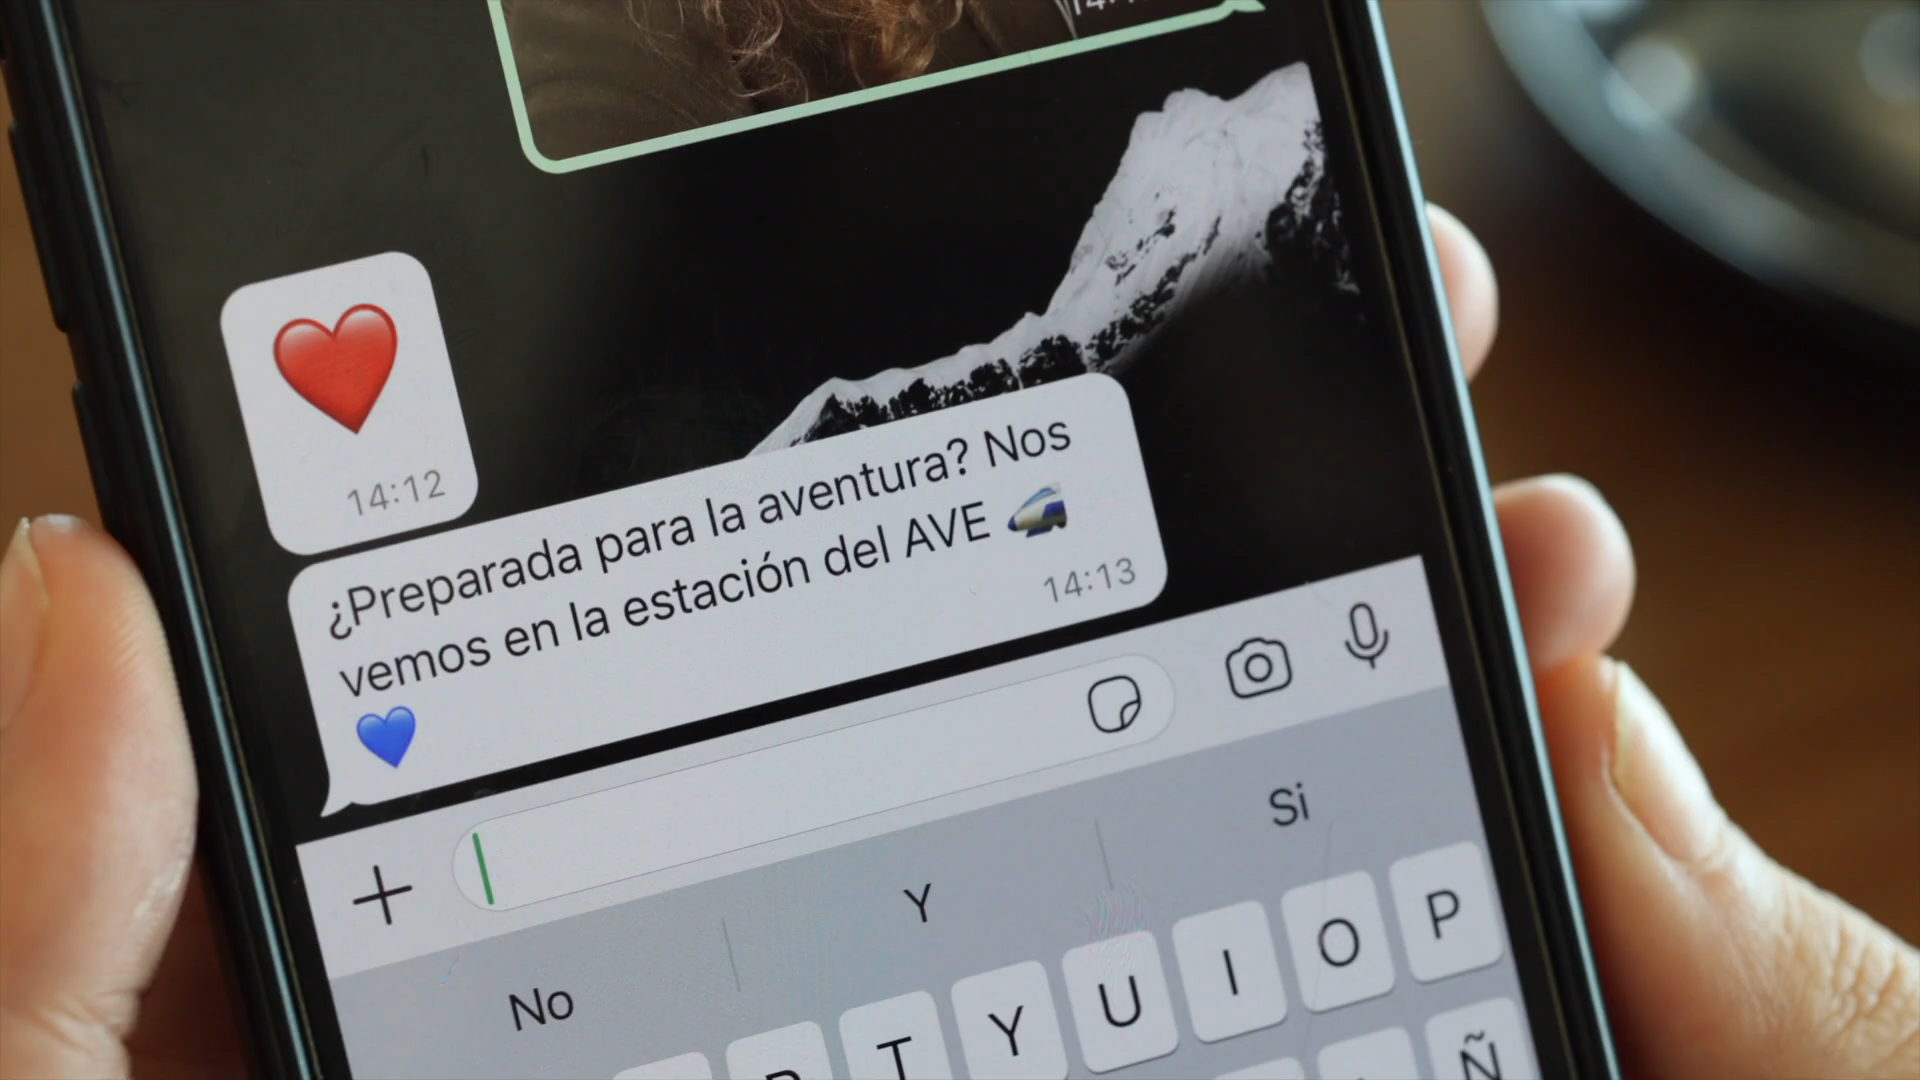 14:12
¿Preparada para la aventura? Nos
vemos en la estación del AVE 🚅
💙
14:13
No
Y
Si
T Y U I O P
Ñ